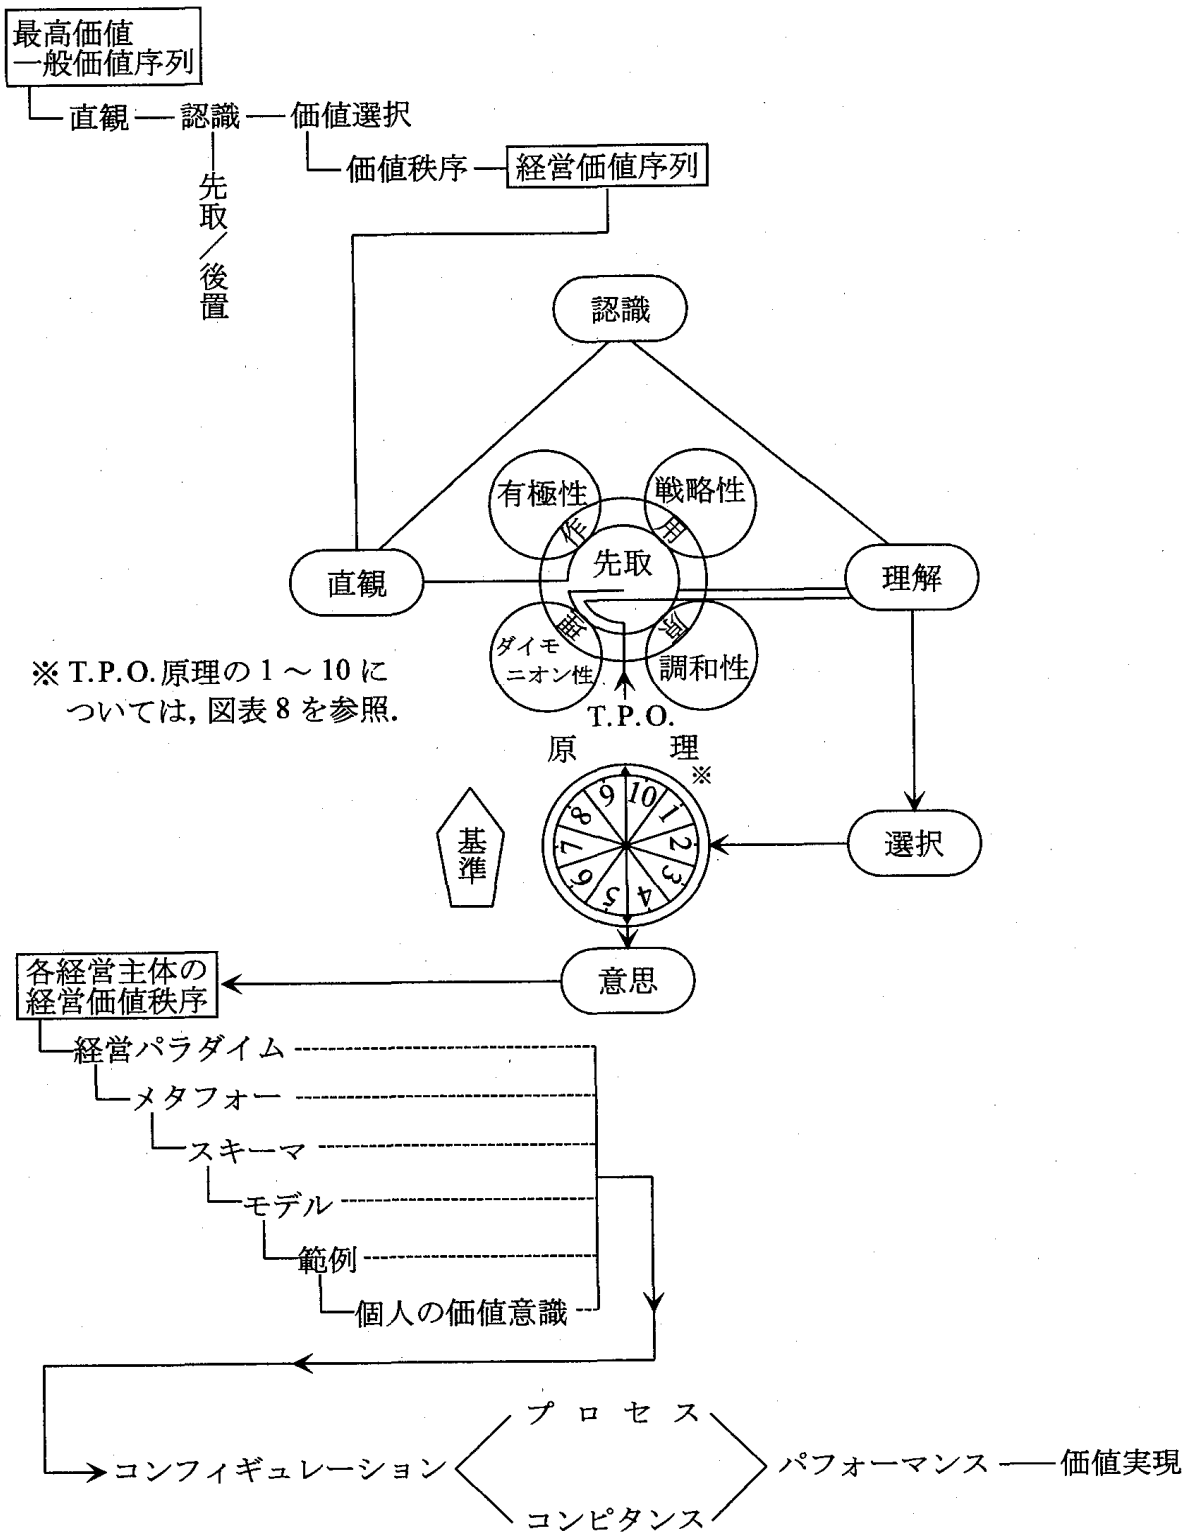 最高価値
一般価値序列
直観
認識
価値選択
先取/後置
価値秩序
経営価値序列
認識
有極性
戦略性
作
用
先取
直観
理解
理
原
ダイモ
ニオン性
調和性
※ T.P.O.原理の 1 ~ 10 に
ついては, 図表 8 を参照.
T.P.O.
原 理
※
9 10 1 2 3 4 5 6 7 8
基準
選択
意思
各経営主体の
経営価値秩序
経営パラダイム
メタフォー
スキーマ
モデル
範例
個人の価値意識
プロセス
コンフィギュレーション
パフォーマンス
価値実現
コンピタンス